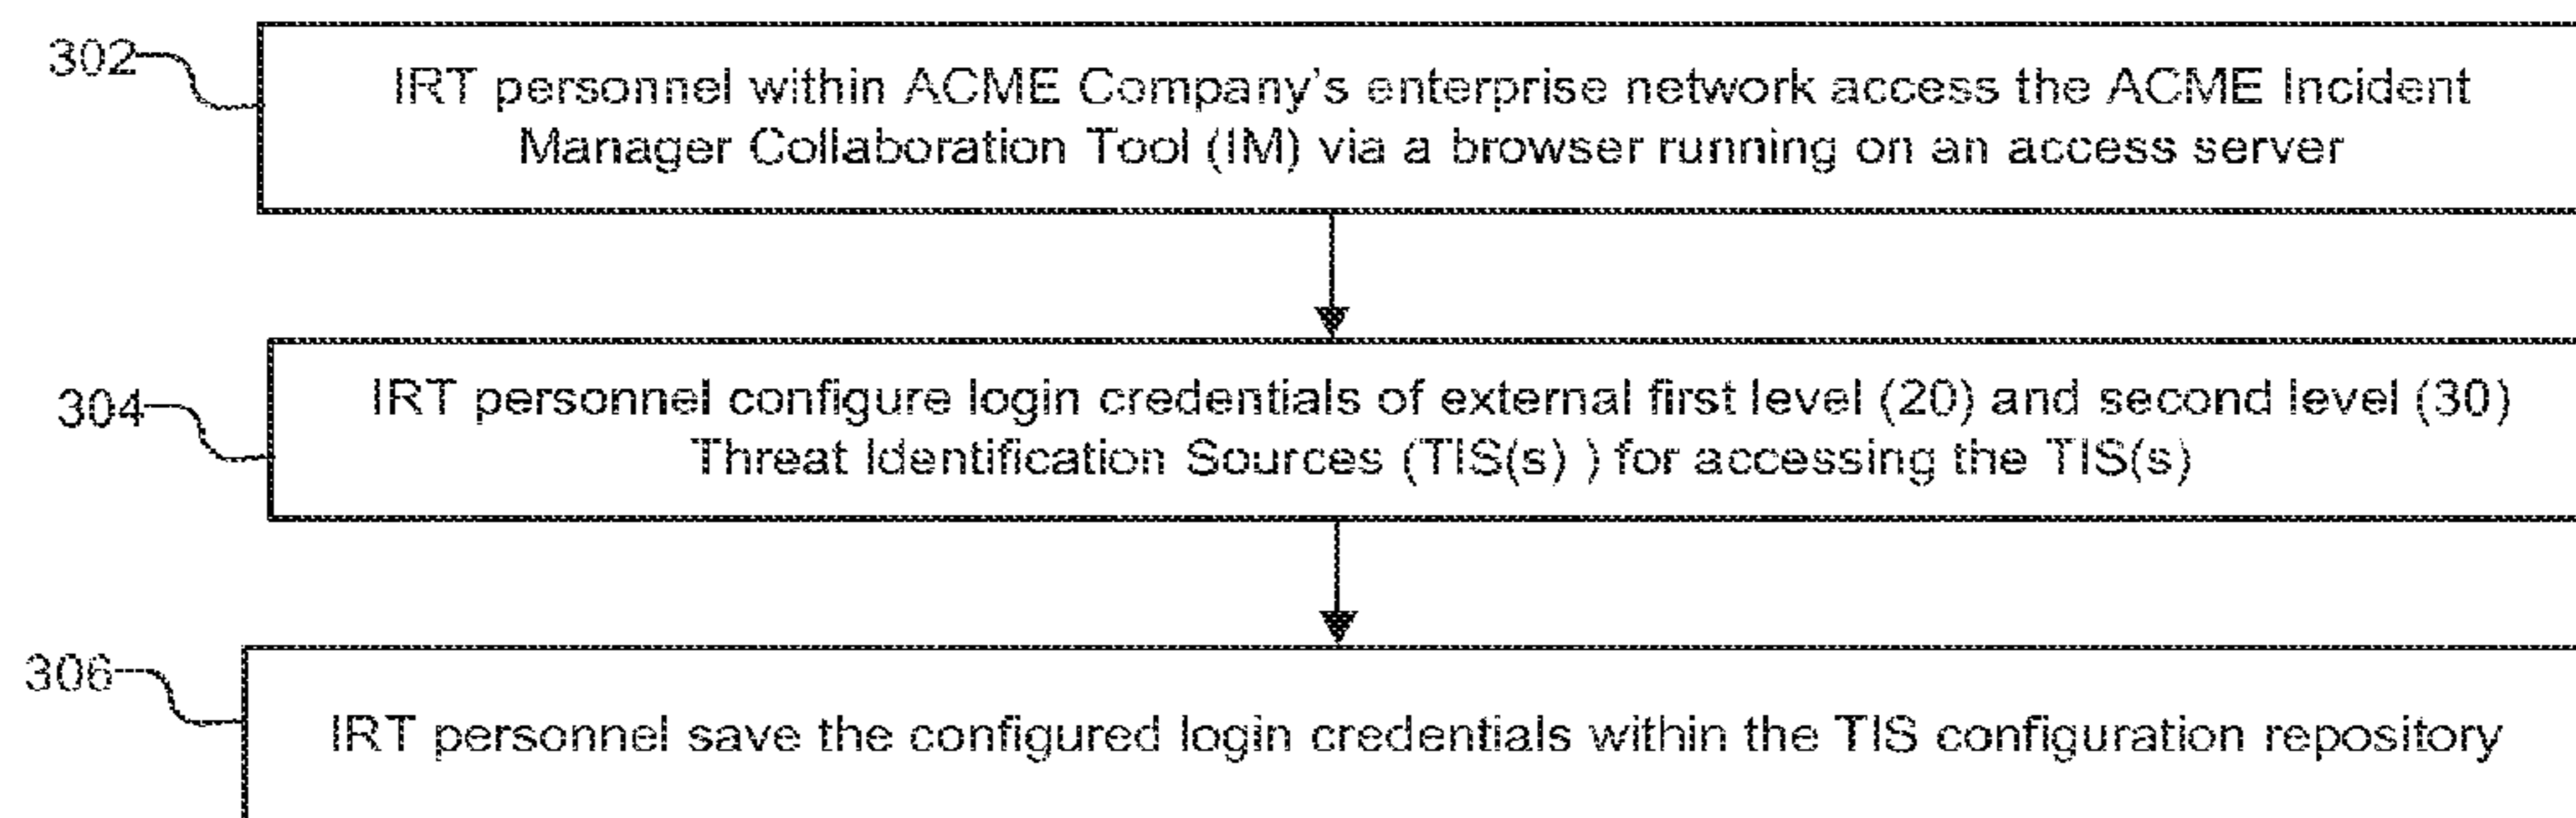 302
IRT personnel within ACME Company's enterprise network access the ACME Incident
Manager Collaboration Tool (IM) via a browser running on an access server
304
IRT personnel configure login credentials of external first level (20) and second level (30)
Threat Identification Sources (TIS(s) ) for accessing the TIS(s)
306
IRT personnel save the configured login credentials within the TIS configuration repository